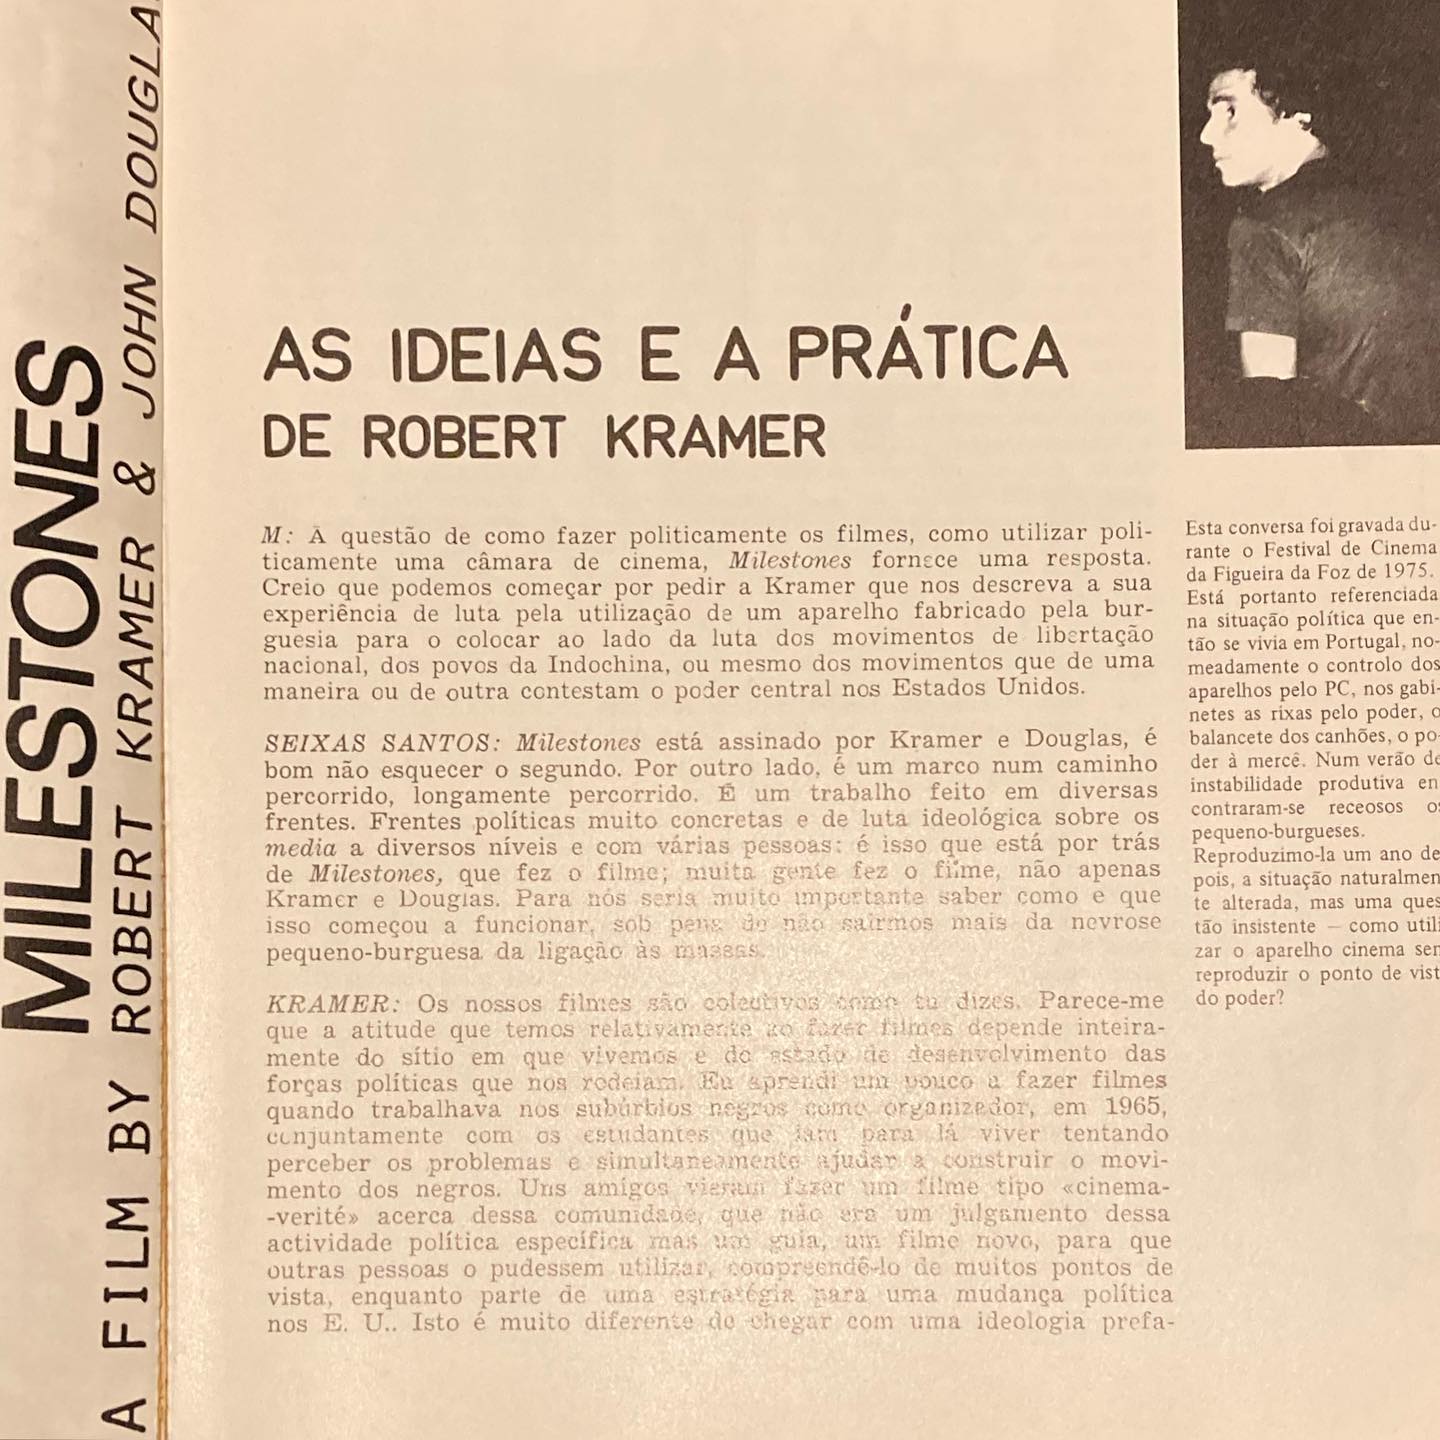 MILESTONES
A FILM BY ROBERT KRAMER & JOHN DOUGLA
AS IDEIAS E A PRÁTICA
DE ROBERT KRAMER
M: À questão de como fazer politicamente os filmes, como utilizar poli-
ticamente uma câmara de cinema, Milestones fornece uma resposta.
Creio que podemos começar por pedir a Kramer que nos descreva a sua
experiência de luta pela utilização de um aparelho fabricado pela bur-
guesia para o colocar ao lado da luta dos movimentos de libertação
nacional, dos povos da Indochina, ou mesmo dos movimentos que de uma
maneira ou de outra contestam o poder central nos Estados Unidos.
SEIXAS SANTOS: Milestones está assinado por Kramer e Douglas, é
bom não esquecer o segundo. Por outro lado, é um marco num caminho
percorrido, longamente percorrido. É um trabalho feito em diversas
frentes. Frentes políticas muito concretas e de luta ideológica sobre os
media a diversos níveis e com várias pessoas: é isso que está por trás
de Milestones, que fez o filme; muita gente fez o filme, não apenas
Kramer e Douglas. Para nós seria muito importante saber como e que
isso começou a funcionar, sob pena de não sairmos mais da nevrose
pequeno-burguesa da ligação às massas.
KRAMER: Os nossos filmes são colectivos como tu dizes. Parece-me
que a atitude que temos relativamente ao fazer filmes depende inteira-
mente do sítio em que vivemos e do estado de desenvolvimento das
forças políticas que nos rodeiam. Eu aprendi um pouco a fazer filmes
quando trabalhava nos subúrbios negros como organizador, em 1965,
conjuntamente com os estudantes que iam para lá viver tentando
perceber os problemas e simultaneamente ajudar a construir o movi-
mento dos negros. Uns amigos vieram fazer um filme tipo «cinema-
-verité» acerca dessa comunidade, que não era um julgamento dessa
actividade política específica mas um guia, um filme novo, para que
outras pessoas o pudessem utilizar, compreendê-lo de muitos pontos de
vista, enquanto parte de uma estratégia para uma mudança política
nos E. U.. Isto é muito diferente de chegar com uma ideologia prefa-
Esta conversa foi gravada du-
rante o Festival de Cinema
da Figueira da Foz de 1975.
Está portanto referenciada
na situação política que en-
tão se vivia em Portugal, no-
meadamente o controlo dos
aparelhos pelo PC, nos gabi-
netes as rixas pelo poder, o
balancete dos canhões, o po-
der à mercê. Num verão de
instabilidade produtiva en
contraram-se receosos os
pequeno-burgueses.
Reproduzimo-la um ano de
pois, a situação naturalmen
te alterada, mas uma ques
tão insistente — como utili
zar o aparelho cinema sem
reproduzir o ponto de vist
do poder?